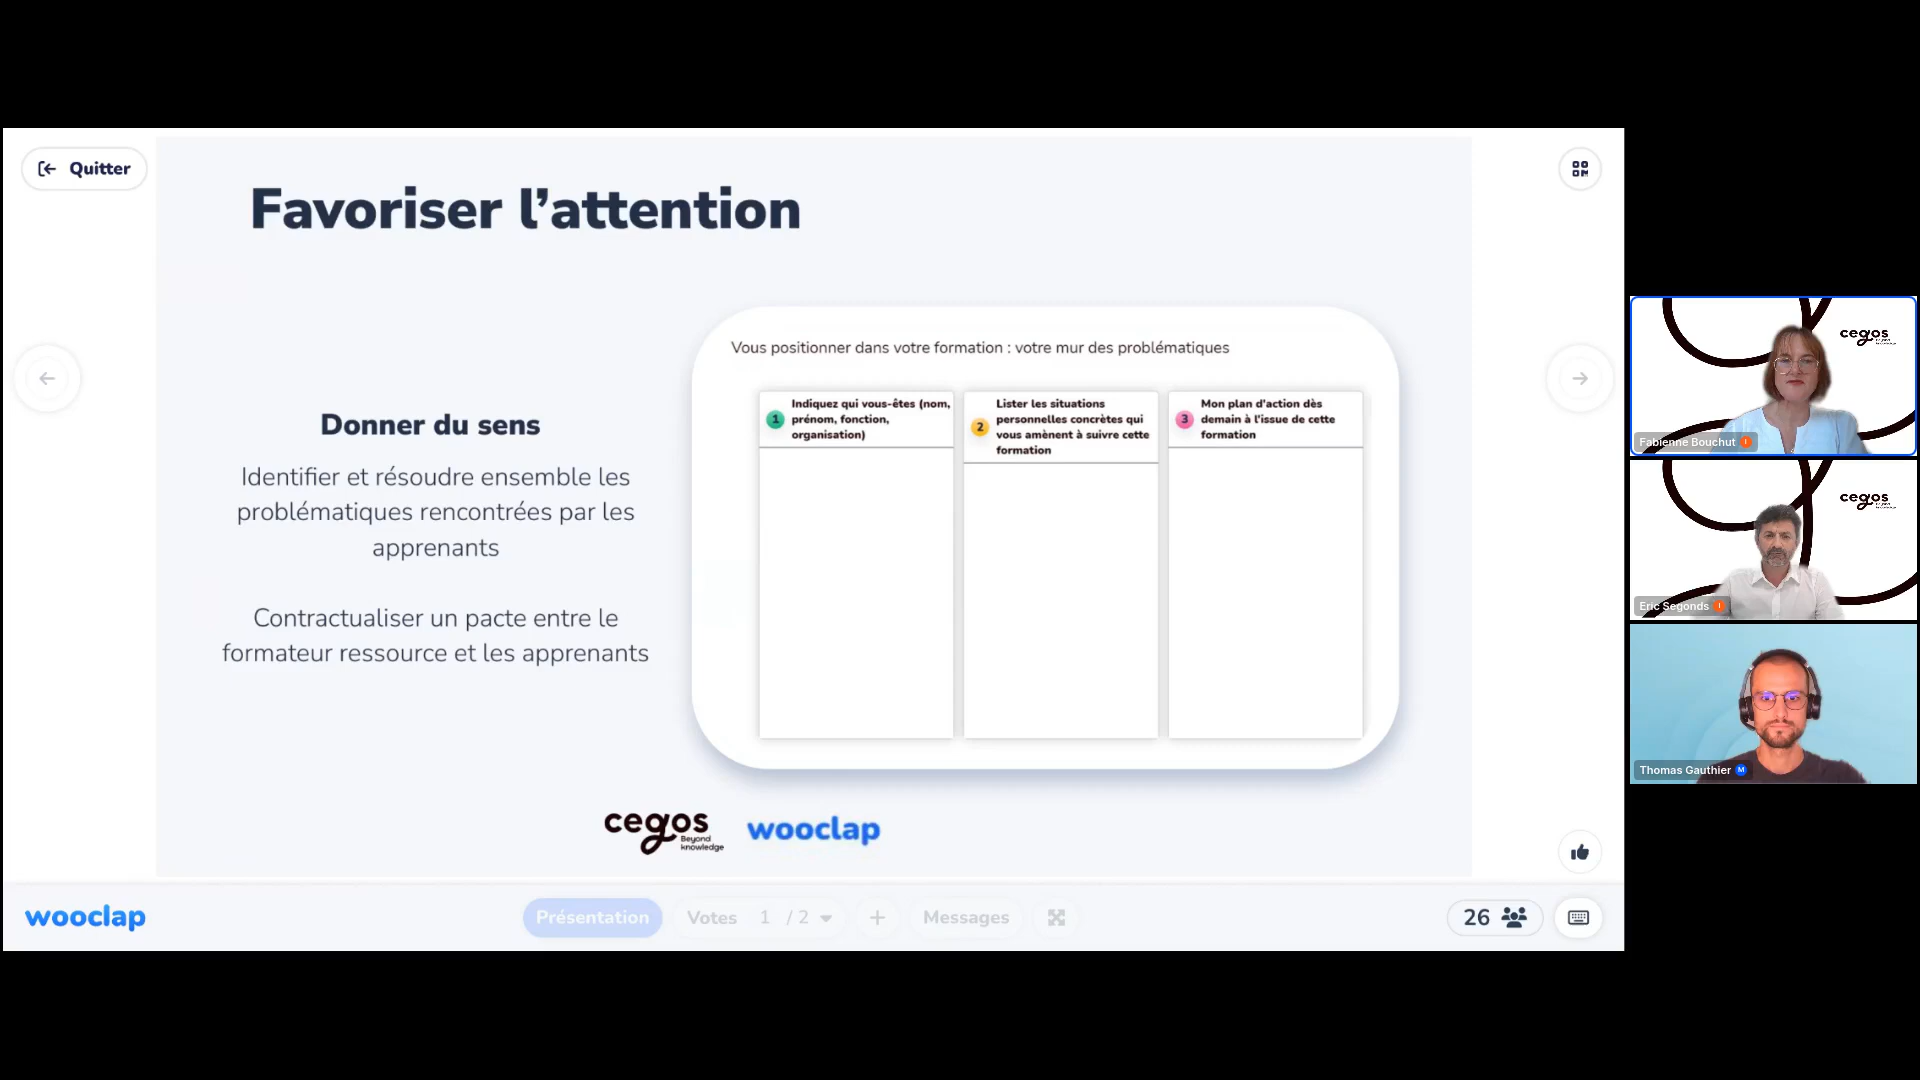 Quitter
Favoriser l'attention
Donner du sens
Identifier et résoudre ensemble les
problématiques rencontrées par les
apprenants
Contractualiser un pacte entre le
formateur ressource et les apprenants
Vous positionner dans votre formation : votre mur des problématiques
1
Indiquez qui vous-êtes (nom,
prénom, fonction,
organisation)
2
Lister les situations
personnelles concrètes qui
vous amènent à suivre cette
formation
3
Mon plan d'action dès
demain à l'issue de cette
formation
cegos
Beyond
knowledge
wooclap
wooclap
Présentation
Votes 1 / 2
Messages
26
cegos
Beyond
knowledge
Fabienne Bouchut I
cegos
Beyond
knowledge
Eric Segonds I
Thomas Gauthier M